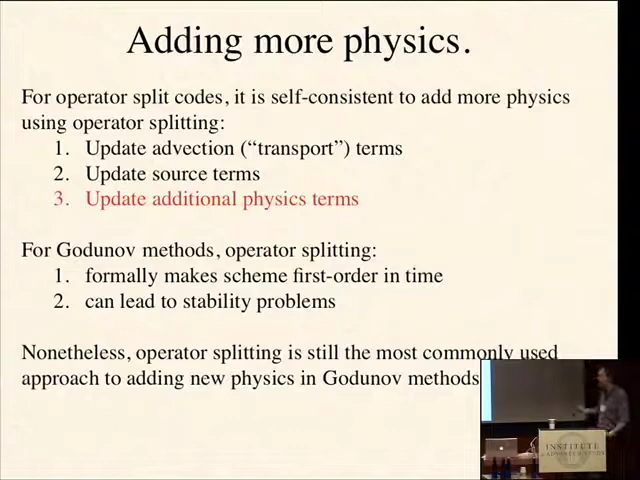 Adding more physics.
For operator split codes, it is self-consistent to add more physics
using operator splitting:
1. Update advection (“transport”) terms
2. Update source terms
3. Update additional physics terms
For Godunov methods, operator splitting:
1. formally makes scheme first-order in time
2. can lead to stability problems
Nonetheless, operator splitting is still the most commonly used
approach to adding new physics in Godunov methods
INSTITUTE
ADVANCED STUDY